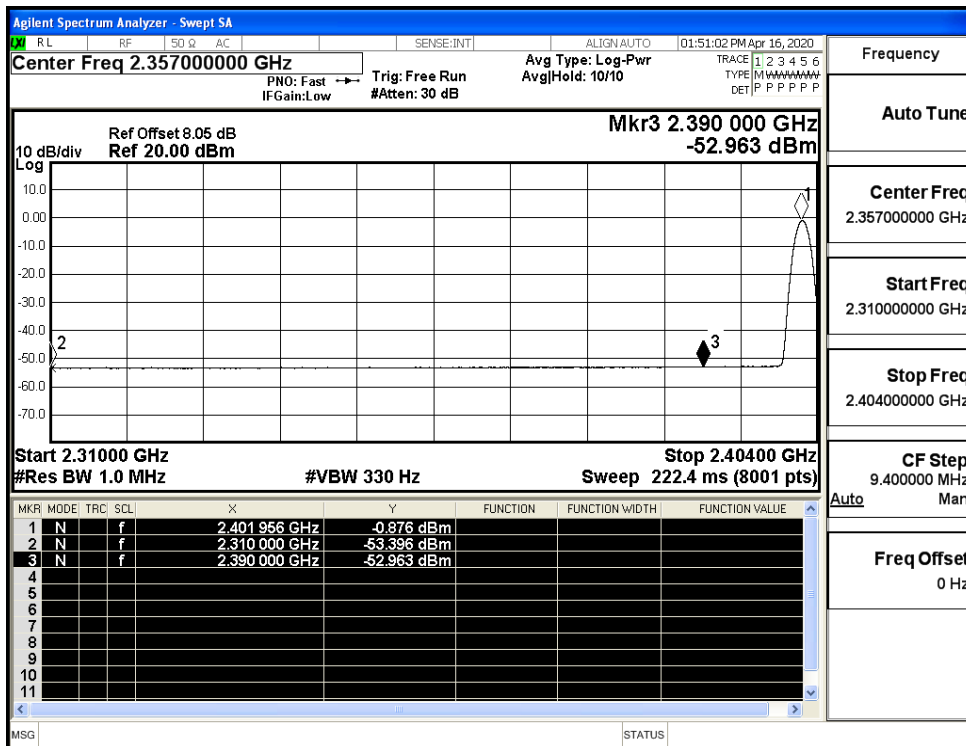 Agilent Spectrum Analyzer - Swept SA
LXI RL RF 50 Ω AC SENSE:INT ALIGN AUTO 01:51:02 PM Apr 16, 2020
Center Freq 2.357000000 GHz
PNO: Fast
IFGain:Low
Trig: Free Run
#Atten: 30 dB
Avg Type: Log-Pwr
Avg|Hold: 10/10
TRACE 1 2 3 4 5 6
TYPE M W W W W W
DET P P P P P P
Ref Offset 8.05 dB
10 dB/div Ref 20.00 dBm
Log
Mkr3 2.390 000 GHz
-52.963 dBm
10.0
0.00
-10.0
-20.0
-30.0
-40.0
-50.0
-60.0
-70.0
1
2
3
Start 2.31000 GHz Stop 2.40400 GHz
#Res BW 1.0 MHz #VBW 330 Hz Sweep 222.4 ms (8001 pts)
MKR MODE TRC SCL X Y FUNCTION FUNCTION WIDTH FUNCTION VALUE
1 N f 2.401 956 GHz -0.876 dBm
2 N f 2.310 000 GHz -53.396 dBm
3 N f 2.390 000 GHz -52.963 dBm
4
5
6
7
8
9
10
11
MSG STATUS
Frequency
Auto Tune
Center Freq
2.357000000 GHz
Start Freq
2.310000000 GHz
Stop Freq
2.404000000 GHz
CF Step
9.400000 MHz
Auto Man
Freq Offset
0 Hz